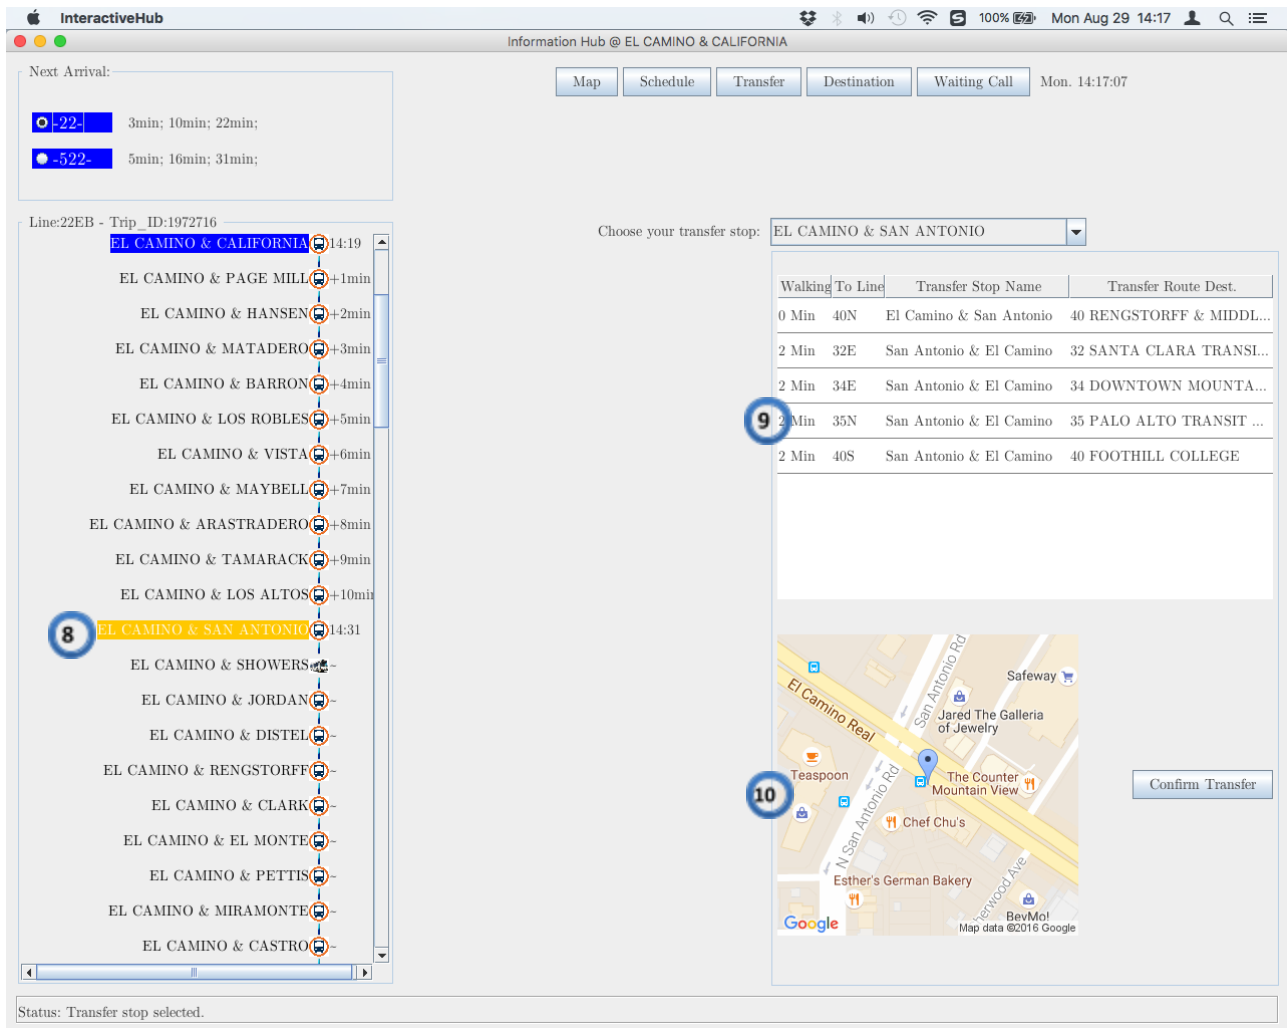 InteractiveHub
100%
Mon Aug 29 14:17
Information Hub @ EL CAMINO & CALIFORNIA
Next Arrival:
-22- 3min; 10min; 22min;
-522- 5min; 16min; 31min;
Map Schedule Transfer Destination Waiting Call Mon. 14:17:07
Line:22EB - Trip_ID:1972716
EL CAMINO & CALIFORNIA 14:19
EL CAMINO & PAGE MILL +1min
EL CAMINO & HANSEN +2min
EL CAMINO & MATADERO +3min
EL CAMINO & BARRON +4min
EL CAMINO & LOS ROBLES +5min
EL CAMINO & VISTA +6min
EL CAMINO & MAYBELL +7min
EL CAMINO & ARASTRADERO +8min
EL CAMINO & TAMARACK +9min
EL CAMINO & LOS ALTOS +10min
8 EL CAMINO & SAN ANTONIO 14:31
EL CAMINO & SHOWERS ~
EL CAMINO & JORDAN ~
EL CAMINO & DISTEL ~
EL CAMINO & RENGSTORFF ~
EL CAMINO & CLARK ~
EL CAMINO & EL MONTE ~
EL CAMINO & PETTIS ~
EL CAMINO & MIRAMONTE ~
EL CAMINO & CASTRO ~
Choose your transfer stop: EL CAMINO & SAN ANTONIO
Walking To Line Transfer Stop Name Transfer Route Dest.
0 Min 40N El Camino & San Antonio 40 RENGSTORFF & MIDDL...
2 Min 32E San Antonio & El Camino 32 SANTA CLARA TRANSI...
2 Min 34E San Antonio & El Camino 34 DOWNTOWN MOUNTA...
9 2 Min 35N San Antonio & El Camino 35 PALO ALTO TRANSIT ...
2 Min 40S San Antonio & El Camino 40 FOOTHILL COLLEGE
10
San Antonio Rd
Safeway
El Camino Real
Jared The Galleria
of Jewelry
Teaspoon
The Counter
Mountain View
N San Antonio Rd
Chef Chu's
Esther's German Bakery
BevMo!
Google
Map data ©2016 Google
Confirm Transfer
Status: Transfer stop selected.